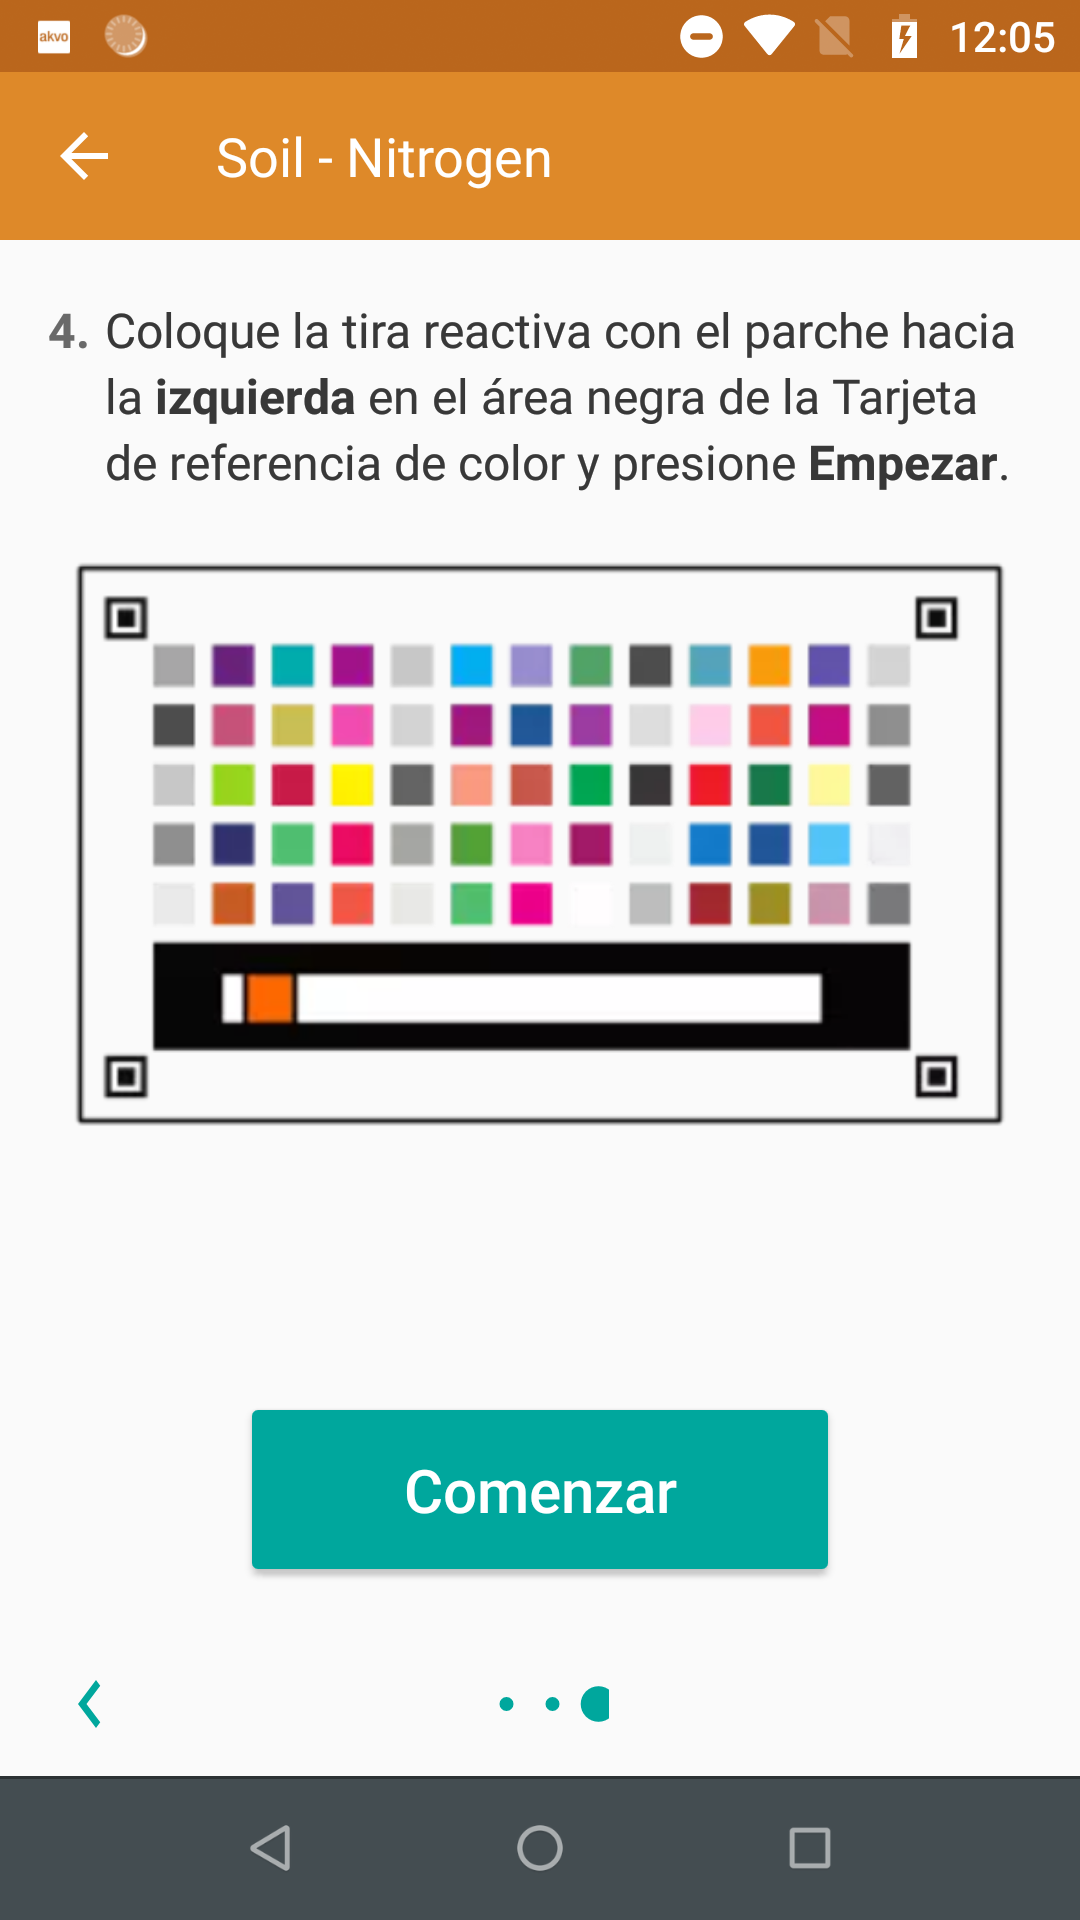 akvo
12:05
Soil - Nitrogen
4. Coloque la tira reactiva con el parche hacia
la izquierda en el área negra de la Tarjeta
de referencia de color y presione Empezar.
Comenzar